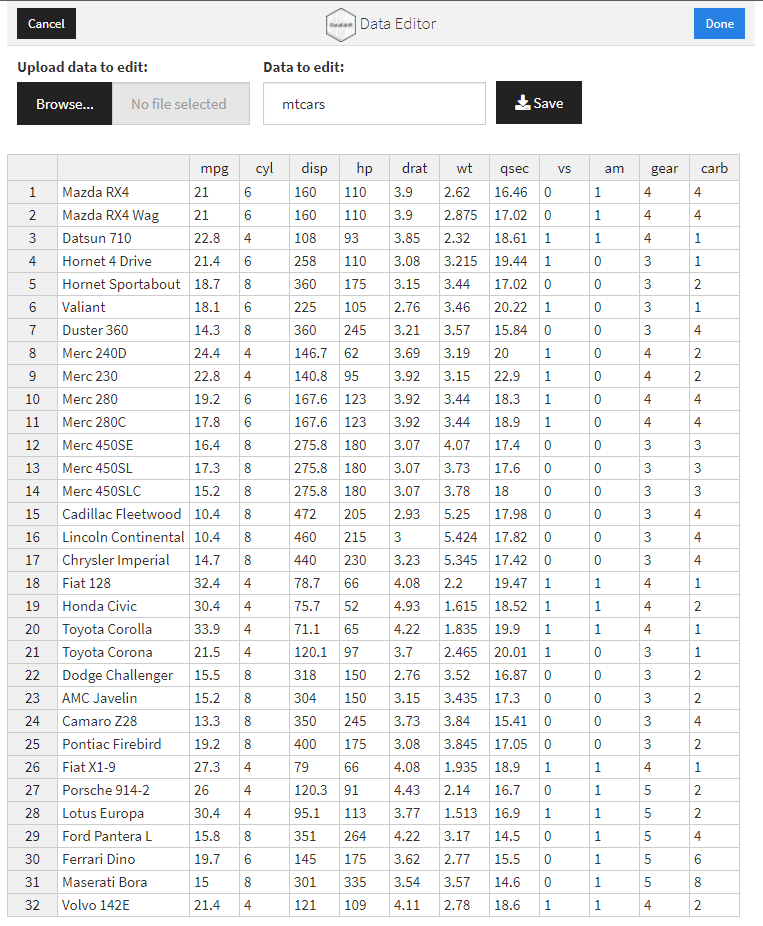 Cancel Data Editor Done
Upload data to edit: Data to edit:
Browse... No file selected mtcars Save
mpg cyl disp hp drat wt qsec vs am gear carb
1 Mazda RX4 21 6 160 110 3.9 2.62 16.46 0 1 4 4
2 Mazda RX4 Wag 21 6 160 110 3.9 2.875 17.02 0 1 4 4
3 Datsun 710 22.8 4 108 93 3.85 2.32 18.61 1 1 4 1
4 Hornet 4 Drive 21.4 6 258 110 3.08 3.215 19.44 1 0 3 1
5 Hornet Sportabout 18.7 8 360 175 3.15 3.44 17.02 0 0 3 2
6 Valiant 18.1 6 225 105 2.76 3.46 20.22 1 0 3 1
7 Duster 360 14.3 8 360 245 3.21 3.57 15.84 0 0 3 4
8 Merc 240D 24.4 4 146.7 62 3.69 3.19 20 1 0 4 2
9 Merc 230 22.8 4 140.8 95 3.92 3.15 22.9 1 0 4 2
10 Merc 280 19.2 6 167.6 123 3.92 3.44 18.3 1 0 4 4
11 Merc 280C 17.8 6 167.6 123 3.92 3.44 18.9 1 0 4 4
12 Merc 450SE 16.4 8 275.8 180 3.07 4.07 17.4 0 0 3 3
13 Merc 450SL 17.3 8 275.8 180 3.07 3.73 17.6 0 0 3 3
14 Merc 450SLC 15.2 8 275.8 180 3.07 3.78 18 0 0 3 3
15 Cadillac Fleetwood 10.4 8 472 205 2.93 5.25 17.98 0 0 3 4
16 Lincoln Continental 10.4 8 460 215 3 5.424 17.82 0 0 3 4
17 Chrysler Imperial 14.7 8 440 230 3.23 5.345 17.42 0 0 3 4
18 Fiat 128 32.4 4 78.7 66 4.08 2.2 19.47 1 1 4 1
19 Honda Civic 30.4 4 75.7 52 4.93 1.615 18.52 1 1 4 2
20 Toyota Corolla 33.9 4 71.1 65 4.22 1.835 19.9 1 1 4 1
21 Toyota Corona 21.5 4 120.1 97 3.7 2.465 20.01 1 0 3 1
22 Dodge Challenger 15.5 8 318 150 2.76 3.52 16.87 0 0 3 2
23 AMC Javelin 15.2 8 304 150 3.15 3.435 17.3 0 0 3 2
24 Camaro Z28 13.3 8 350 245 3.73 3.84 15.41 0 0 3 4
25 Pontiac Firebird 19.2 8 400 175 3.08 3.845 17.05 0 0 3 2
26 Fiat X1-9 27.3 4 79 66 4.08 1.935 18.9 1 1 4 1
27 Porsche 914-2 26 4 120.3 91 4.43 2.14 16.7 0 1 5 2
28 Lotus Europa 30.4 4 95.1 113 3.77 1.513 16.9 1 1 5 2
29 Ford Pantera L 15.8 8 351 264 4.22 3.17 14.5 0 1 5 4
30 Ferrari Dino 19.7 6 145 175 3.62 2.77 15.5 0 1 5 6
31 Maserati Bora 15 8 301 335 3.54 3.57 14.6 0 1 5 8
32 Volvo 142E 21.4 4 121 109 4.11 2.78 18.6 1 1 4 2